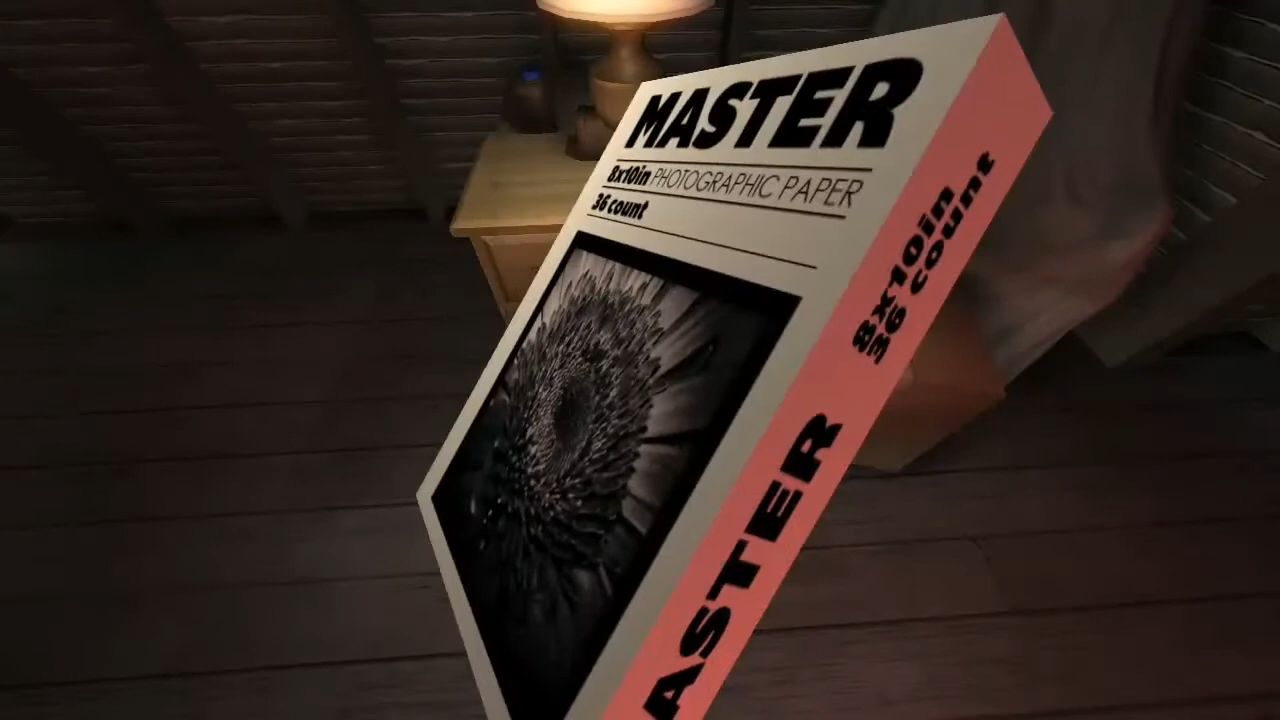 MASTER
8x10in PHOTOGRAPHIC PAPER
36 count
8x10in
36 count
ASTER